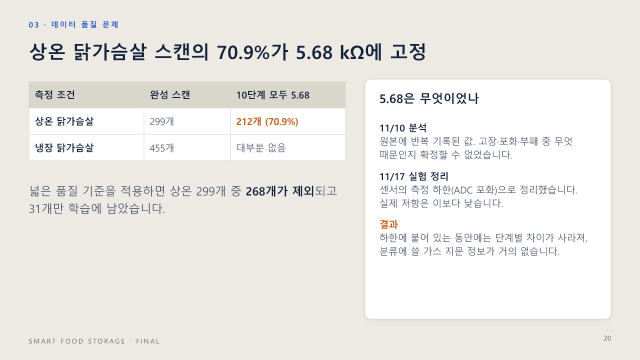 03 · 데이터 품질 문제
상온 닭가슴살 스캔의 70.9%가 5.68 kΩ에 고정
측정 조건 완성 스캔 10단계 모두 5.68
상온 닭가슴살 299개 212개 (70.9%)
냉장 닭가슴살 455개 대부분 없음
넓은 품질 기준을 적용하면 상온 299개 중 268개가 제외되고
31개만 학습에 남았습니다.
5.68은 무엇이었나
11/10 분석
원본에 반복 기록된 값. 고장·포화·부패 중 무엇
때문인지 확정할 수 없었습니다.
11/17 실험 정리
센서의 측정 하한(ADC 포화)으로 정리했습니다.
실제 저항은 이보다 낮습니다.
결과
하한에 붙어 있는 동안에는 단계별 차이가 사라져,
분류에 쓸 가스 지문 정보가 거의 없습니다.
SMART FOOD STORAGE · FINAL
20